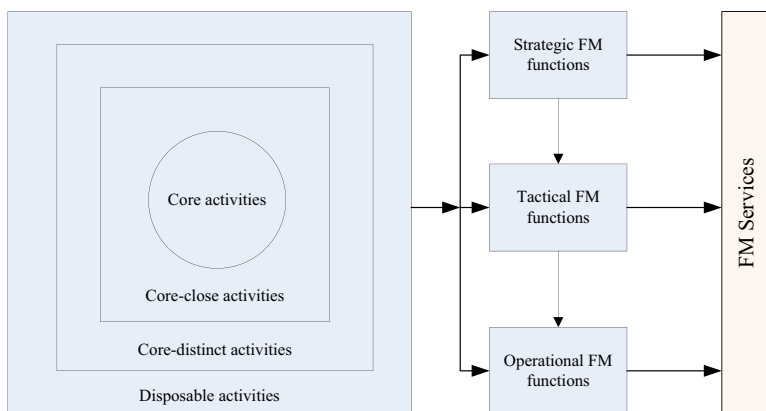 Core activities
Core-close activities
Core-distinct activities
Disposable activities
Strategic FM
functions
Tactical FM
functions
Operational FM
functions
FM Services